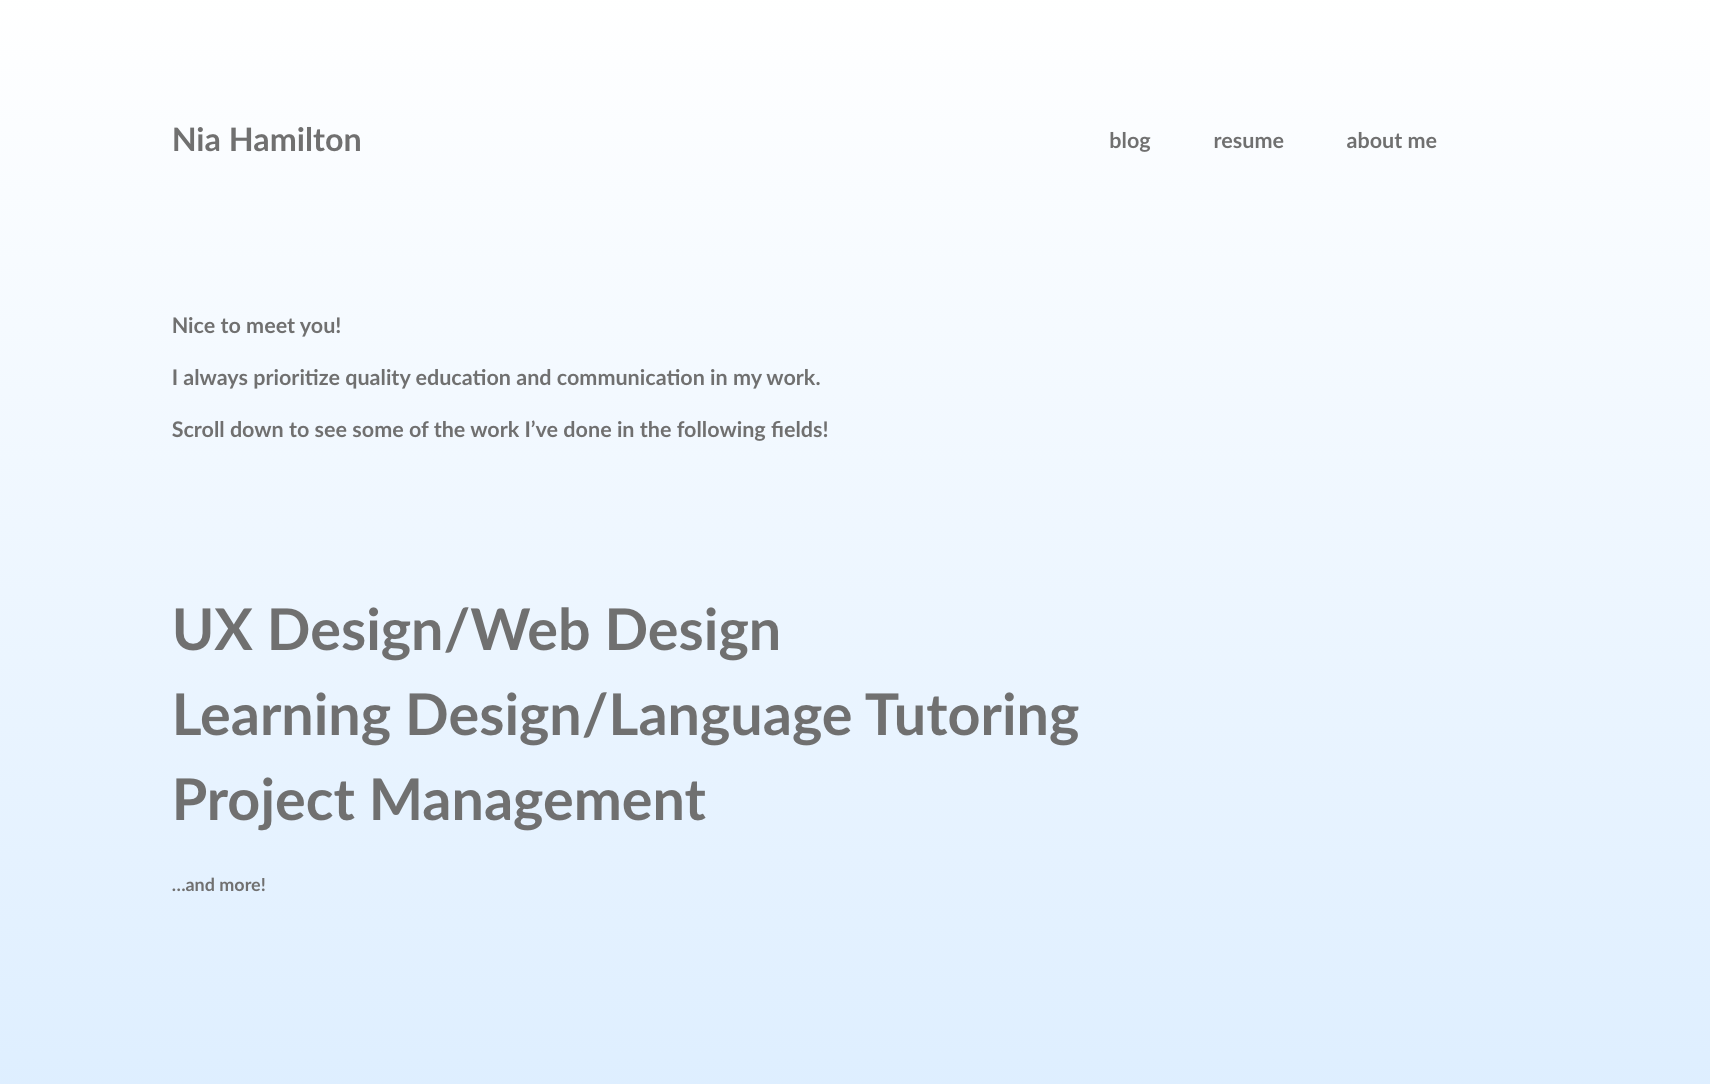 Nia Hamilton
blog resume about me
Nice to meet you!
I always prioritize quality education and communication in my work.
Scroll down to see some of the work I’ve done in the following fields!
UX Design/Web Design
Learning Design/Language Tutoring
Project Management
...and more!